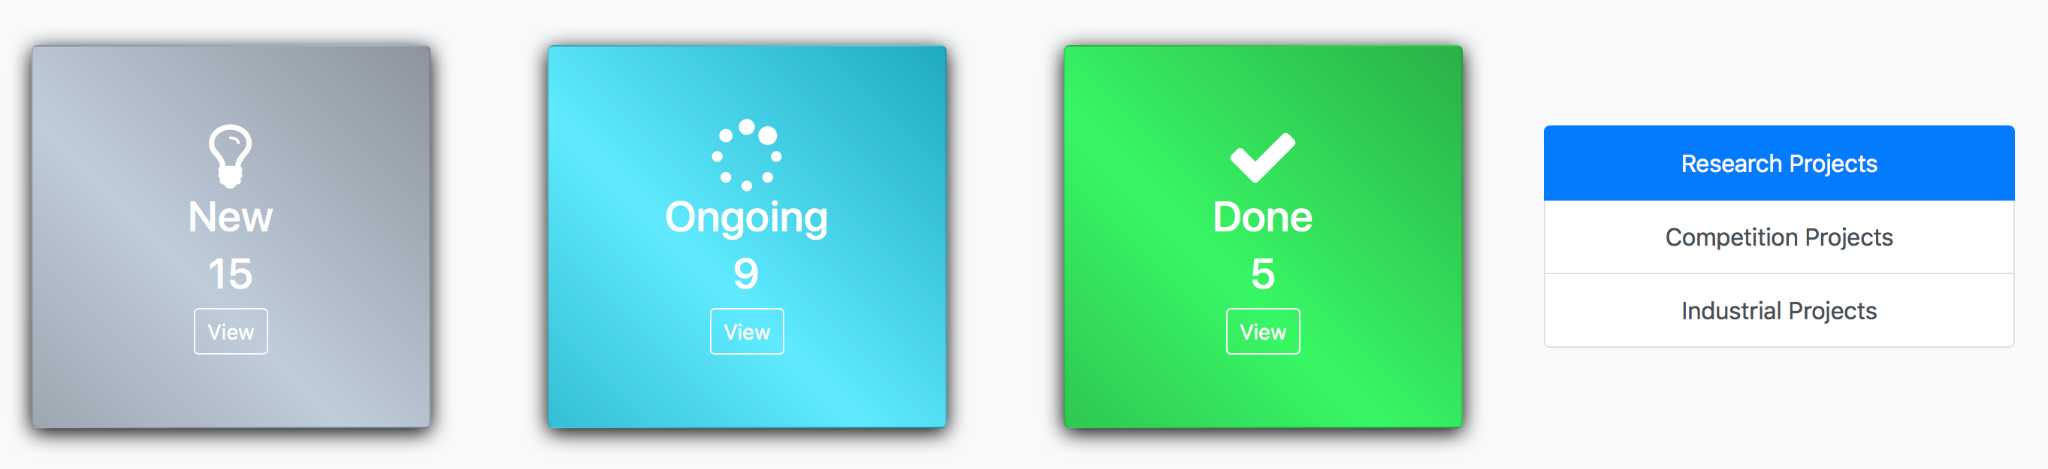 New
15
View
Ongoing
9
View
Done
5
View
Research Projects
Competition Projects
Industrial Projects